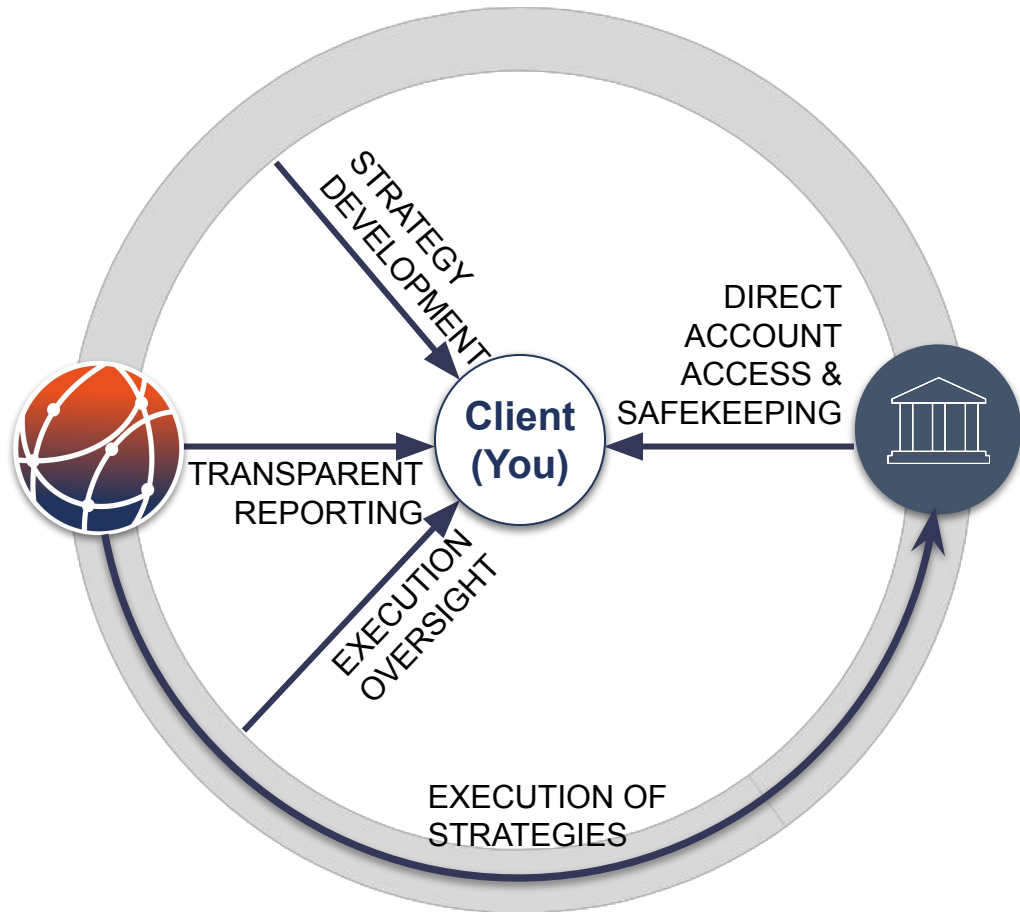 STRATEGY
DEVELOPMENT
DIRECT
ACCOUNT
ACCESS &
SAFEKEEPING
Client
(You)
TRANSPARENT
REPORTING
EXECUTION
OVERSIGHT
EXECUTION OF
STRATEGIES